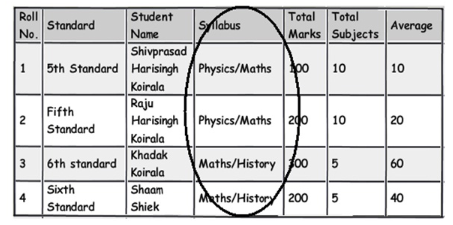 Roll No. Standard Student Name Syllabus Total Marks Total Subjects Average
1 5th Standard Shivprasad Harisingh Koirala Physics/Maths 100 10 10
2 Fifth Standard Raju Harisingh Koirala Physics/Maths 200 10 20
3 6th standard Khadak Koirala Maths/History 300 5 60
4 Sixth Standard Shaam Shiek Maths/History 200 5 40